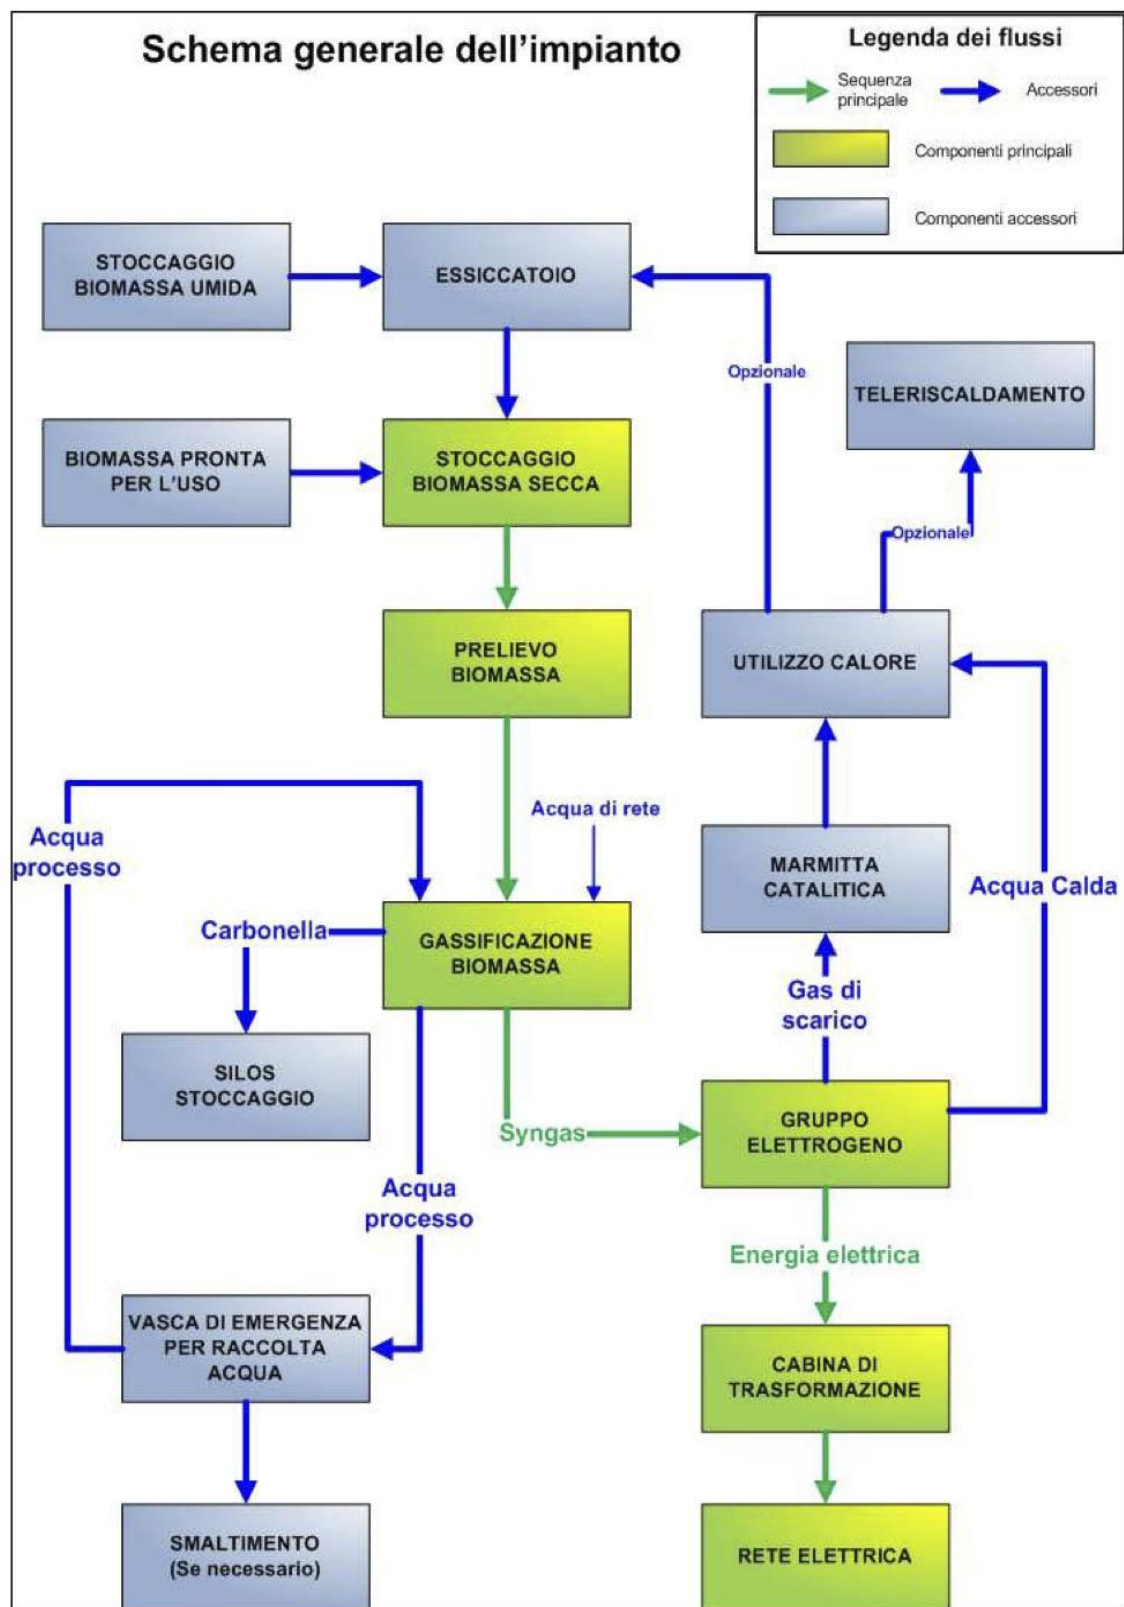 Schema generale dell'impianto
Legenda dei flussi
Sequenza
principale
Accessori
Componenti principali
Componenti accessori
STOCCAGGIO
BIOMASSA UMIDA
ESSICCATOIO
Opzionale
TELERISCALDAMENTO
BIOMASSA PRONTA
PER L'USO
STOCCAGGIO
BIOMASSA SECCA
Opzionale
PRELIEVO
BIOMASSA
UTILIZZO CALORE
Acqua
processo
Acqua di rete
MARMITTA
CATALITICA
Acqua Calda
Carbonella
GASSIFICAZIONE
BIOMASSA
Gas di
scarico
SILOS
STOCCAGGIO
Syngas
GRUPPO
ELETTROGENO
Acqua
processo
Energia elettrica
VASCA DI EMERGENZA
PER RACCOLTA
ACQUA
CABINA DI
TRASFORMAZIONE
SMALTIMENTO
(Se necessario)
RETE ELETTRICA